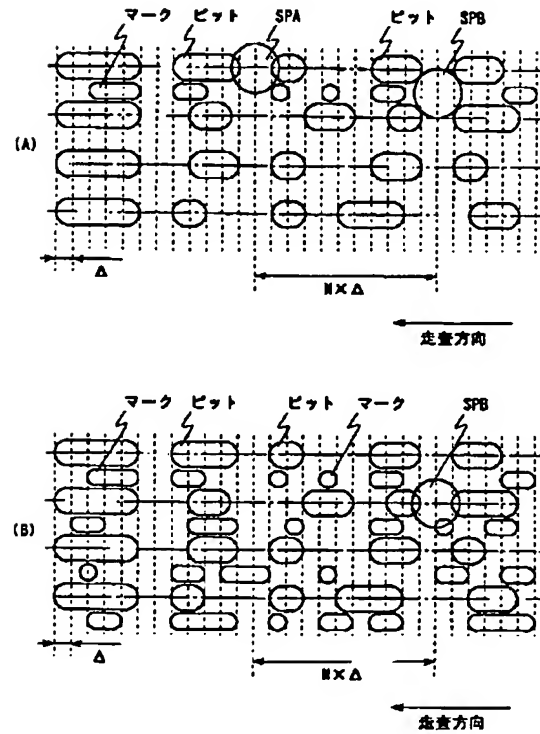 マーク ピット SPA ピット SPB
(A)
Δ
N×Δ
走査方向
マーク ピット ピット マーク SPB
(B)
Δ
N×Δ
走査方向